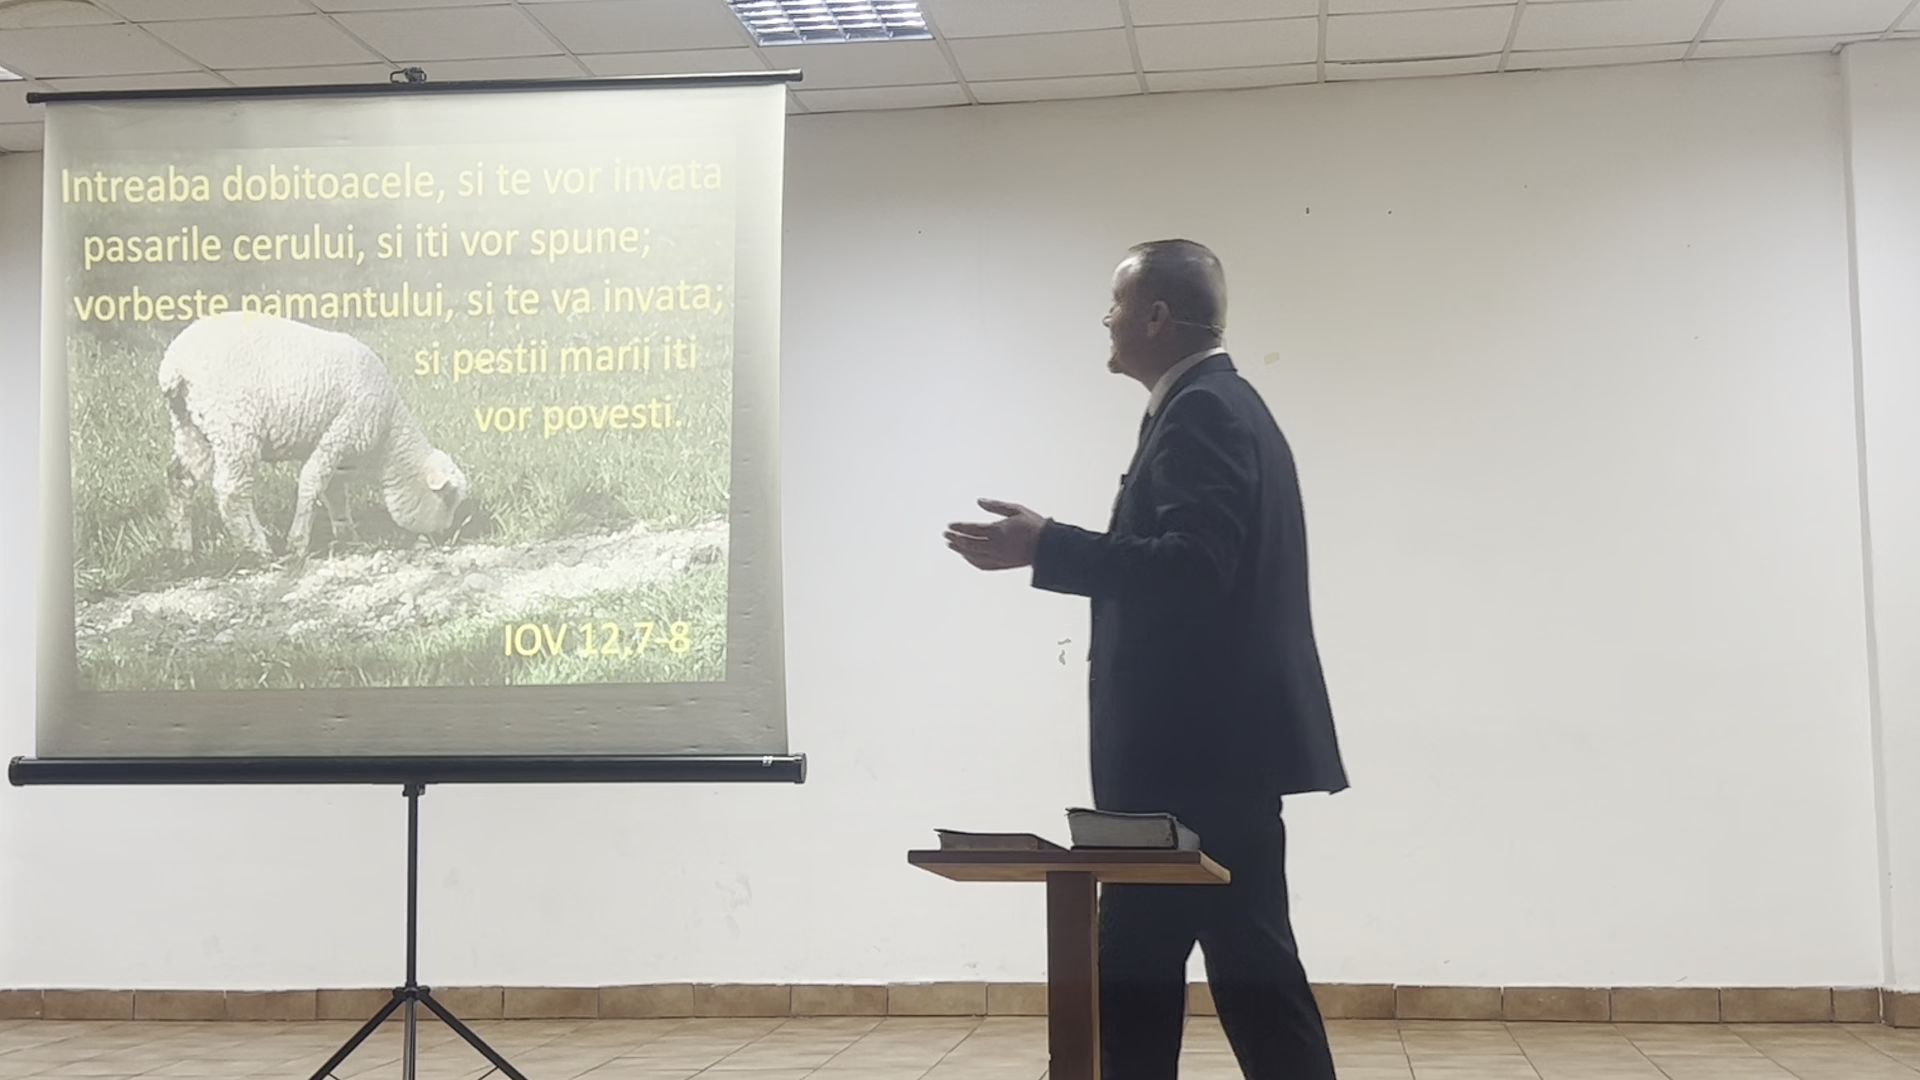 Intreaba dobitoacele, si te vor invata
pasarile cerului, si iti vor spune;
vorbeste pamantului, si te va invata;
si pestii marii iti
vor povesti.
IOV 12,7-8